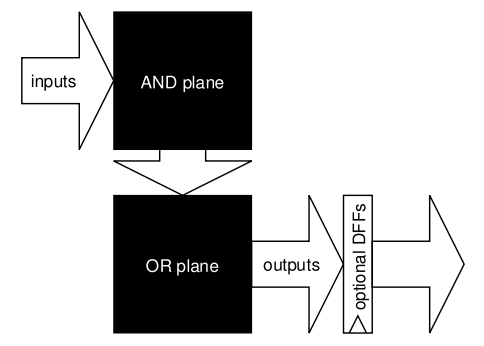 inputs
AND plane
OR plane
outputs
optional DFFs